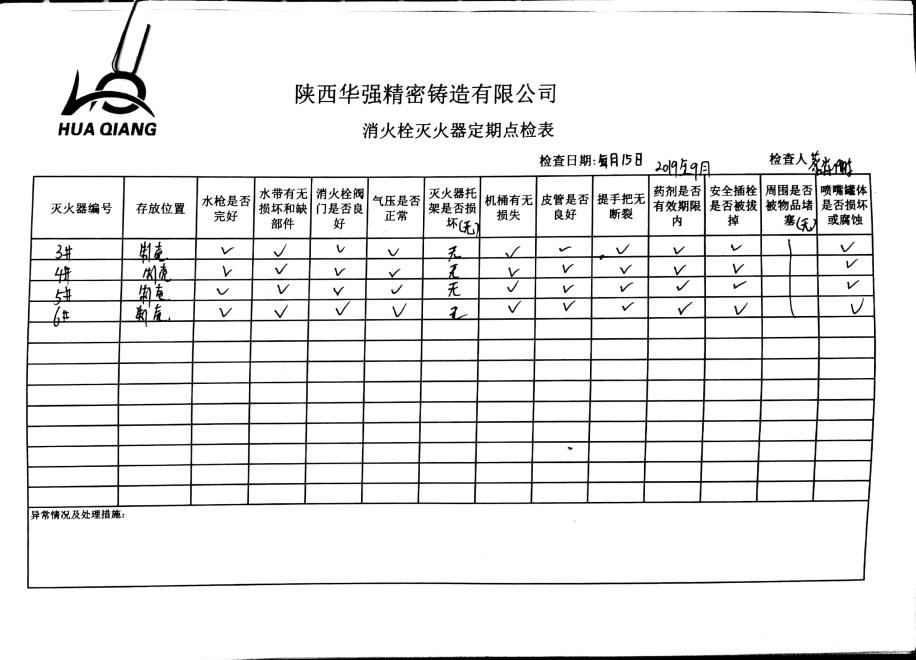 HUA QIANG
陕西华强精密铸造有限公司
消火栓灭火器定期点检表
检查日期:每月15日 2019年9月 检查人
灭火器编号 存放位置 水枪是否完好 水带有无损坏和缺部件 消火栓阀门是否良好 气压是否正常 灭火器托架是否损坏(无) 机桶有无损失 皮管是否良好 提手把无断裂 药剂是否有效期限内 安全插栓是否被拔掉 周围是否被物品堵塞(无) 喷嘴罐体是否损坏或腐蚀
3# 制壳 ✓ ✓ ✓ ✓ 无 ✓ ✓ ✓ ✓ ✓ ✓
4# 制壳 ✓ ✓ ✓ ✓ 无 ✓ ✓ ✓ ✓ ✓ ✓
5# 制壳 ✓ ✓ ✓ ✓ 无 ✓ ✓ ✓ ✓ ✓ ✓
6# 制壳 ✓ ✓ ✓ ✓ 无 ✓ ✓ ✓ ✓ ✓ ✓
异常情况及处理措施: